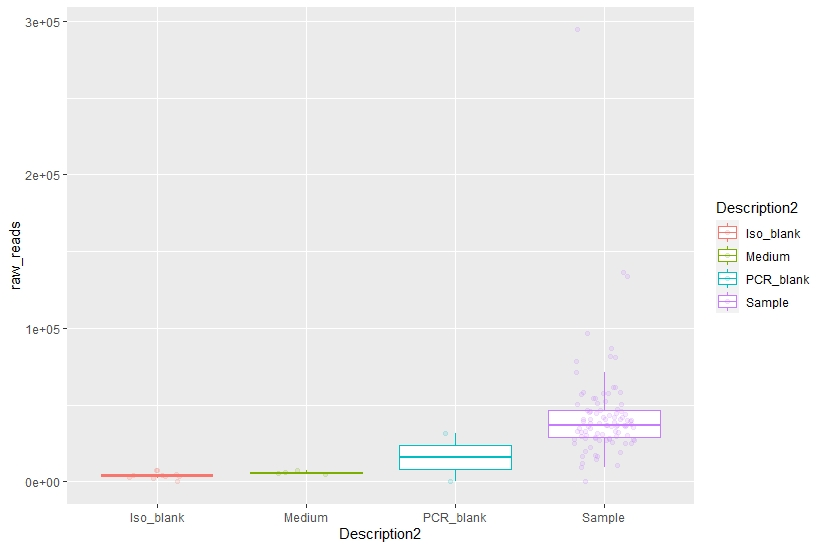 3e+05
2e+05
1e+05
0e+00
raw_reads
Iso_blank
Medium
PCR_blank
Sample
Description2
Description2
Iso_blank
Medium
PCR_blank
Sample